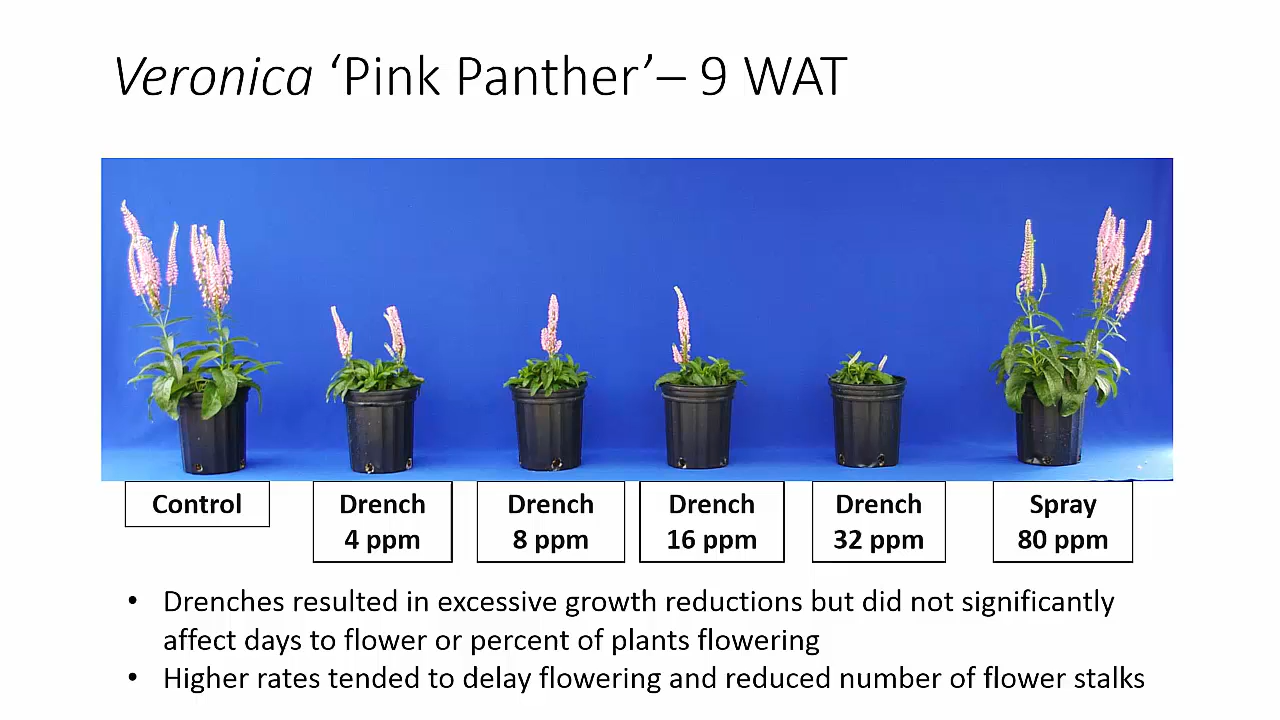 Veronica ‘Pink Panther’– 9 WAT
Control
Drench
4 ppm
Drench
8 ppm
Drench
16 ppm
Drench
32 ppm
Spray
80 ppm
• Drenches resulted in excessive growth reductions but did not significantly
affect days to flower or percent of plants flowering
• Higher rates tended to delay flowering and reduced number of flower stalks